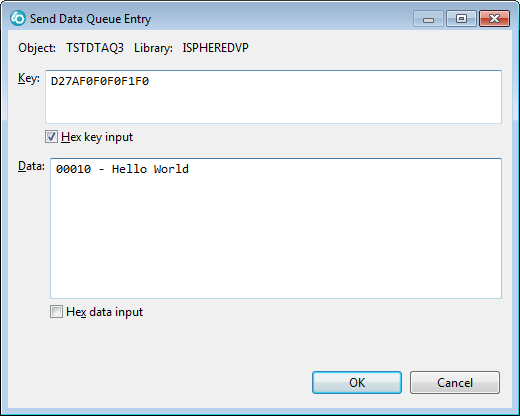 Send Data Queue Entry
Object: TSTDTAQ3 Library: ISPHEREDVP
Key: D27AF0F0F0F1F0
Hex key input
Data: 00010 - Hello World
Hex data input
OK Cancel